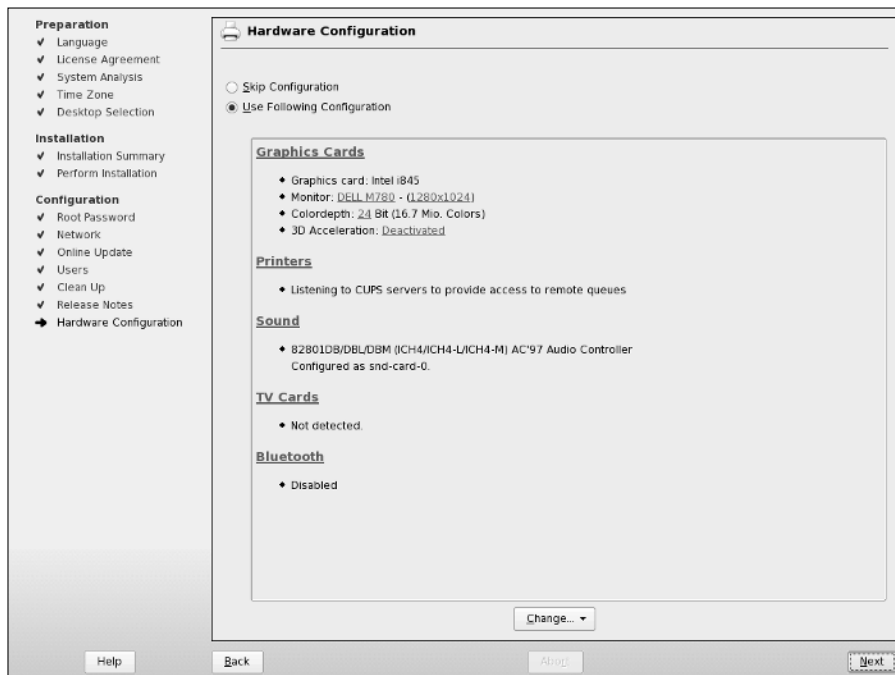 Preparation
Language
License Agreement
System Analysis
Time Zone
Desktop Selection
Installation
Installation Summary
Perform Installation
Configuration
Root Password
Network
Online Update
Users
Clean Up
Release Notes
Hardware Configuration
Hardware Configuration
Skip Configuration
Use Following Configuration
Graphics Cards
Graphics card: Intel i845
Monitor: DELL M780 - (1280x1024)
Colordepth: 24 Bit (16.7 Mio. Colors)
3D Acceleration: Deactivated
Printers
Listening to CUPS servers to provide access to remote queues
Sound
82801DB/DBL/DBM (ICH4/ICH4-L/ICH4-M) AC'97 Audio Controller
Configured as snd-card-0.
TV Cards
Not detected.
Bluetooth
Disabled
Change...
Help
Back
Abort
Next